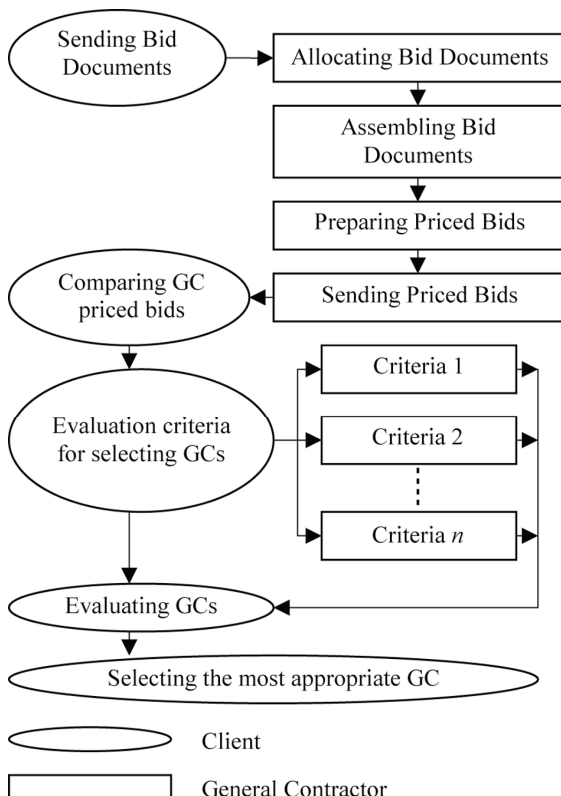 Sending Bid
Documents
Allocating Bid Documents
Assembling Bid
Documents
Preparing Priced Bids
Sending Priced Bids
Comparing GC
priced bids
Evaluation criteria
for selecting GCs
Criteria 1
Criteria 2
Criteria n
Evaluating GCs
Selecting the most appropriate GC
Client
General Contractor